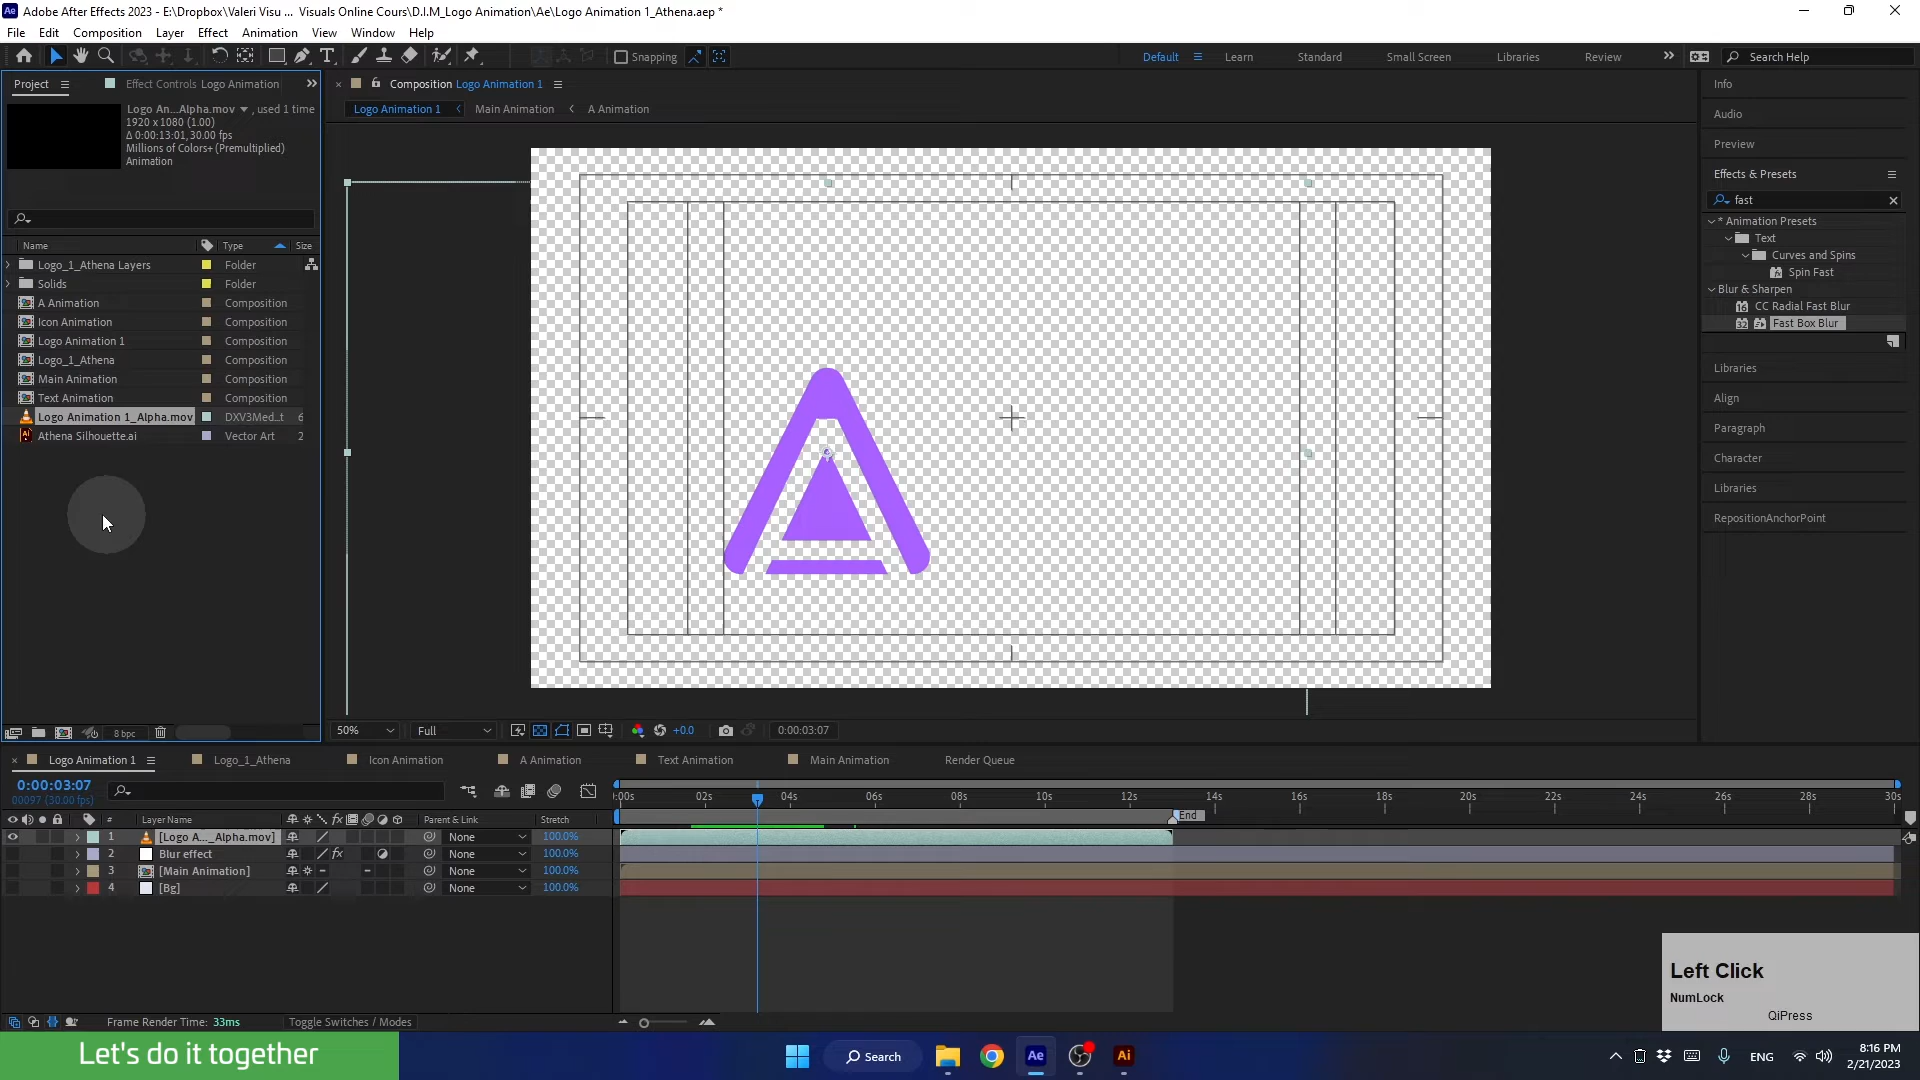 Adobe After Effects 2023 - E:\Dropbox\Valeri Visu ... Visuals Online Cours\D.I.M_Logo Animation\Ae\Logo Animation 1_Athena.aep *
File Edit Composition Layer Effect Animation View Window Help
Snapping Default Learn Standard Small Screen Libraries Review Search Help
Project Effect Controls Logo Animation
Composition Logo Animation 1
Logo Animation 1 Main Animation A Animation
Logo An...Alpha.mov , used 1 time
1920 x 1080 (1.00)
Δ 0:00:13:01, 30.00 fps
Millions of Colors+ (Premultiplied)
Animation
Name Type Size
Logo_1_Athena Layers Folder
Solids Folder
A Animation Composition
Icon Animation Composition
Logo Animation 1 Composition
Logo_1_Athena Composition
Main Animation Composition
Text Animation Composition
Logo Animation 1_Alpha.mov DXV3Med...t 6
Athena Silhouette.ai Vector Art 2
8 bpc
50% Full +0.0 0:00:03:07
Info
Audio
Preview
Effects & Presets
fast
* Animation Presets
Text
Curves and Spins
Spin Fast
Blur & Sharpen
CC Radial Fast Blur
Fast Box Blur
Libraries
Align
Paragraph
Character
Libraries
RepositionAnchorPoint
Logo Animation 1 Logo_1_Athena Icon Animation A Animation Text Animation Main Animation Render Queue
0:00:03:07
00097 (30.00 fps)
:00s 02s 04s 06s 08s 10s 12s 14s 16s 18s 20s 22s 24s 26s 28s 30s
# Layer Name Parent & Link Stretch
End
1 [Logo A..._Alpha.mov] None 100.0%
2 Blur effect None 100.0%
3 [Main Animation] None 100.0%
4 [Bg] None 100.0%
Frame Render Time: 33ms Toggle Switches / Modes
Left Click
NumLock
QiPress
Let's do it together
Search
Ae
Ai
ENG
8:16 PM
2/21/2023